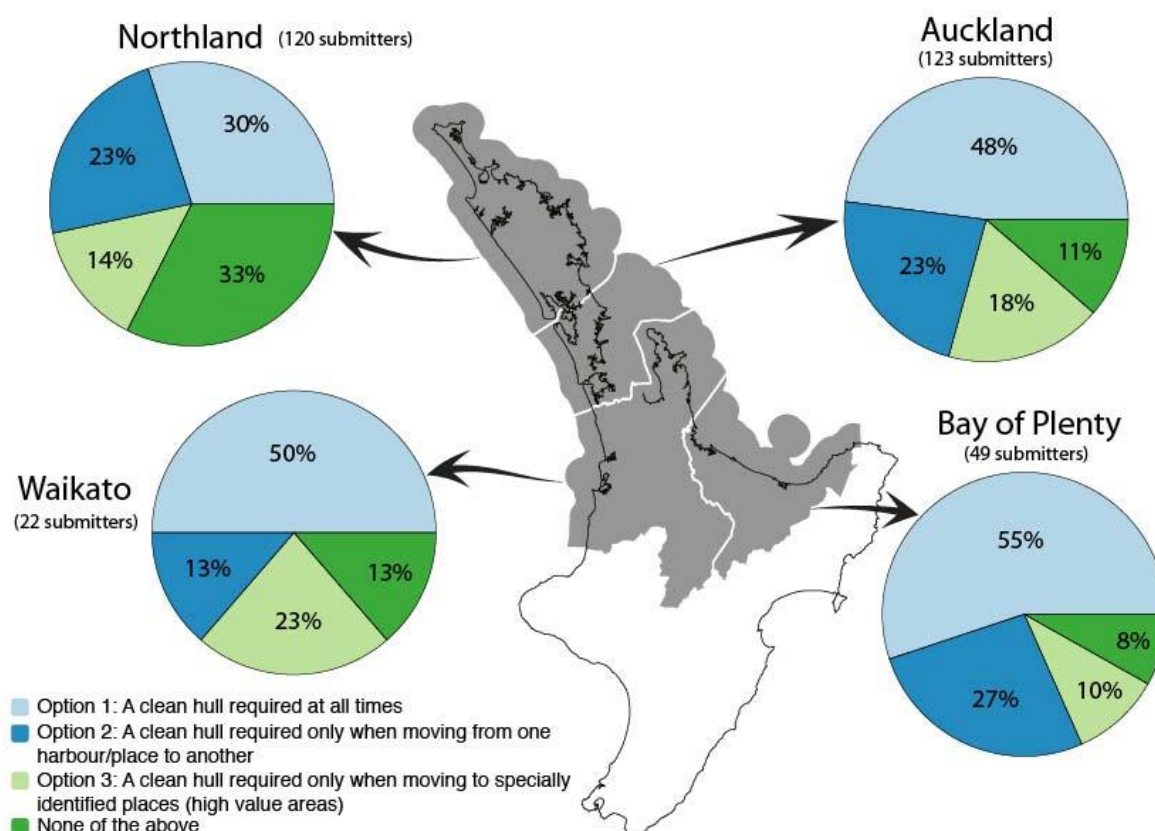 Northland (120 submitters)
30%
23%
14%
33%
Auckland
(123 submitters)
48%
23%
18%
11%
Waikato
(22 submitters)
50%
13%
23%
13%
Bay of Plenty
(49 submitters)
55%
27%
10%
8%
Option 1: A clean hull required at all times
Option 2: A clean hull required only when moving from one
harbour/place to another
Option 3: A clean hull required only when moving to specially
identified places (high value areas)
None of the above